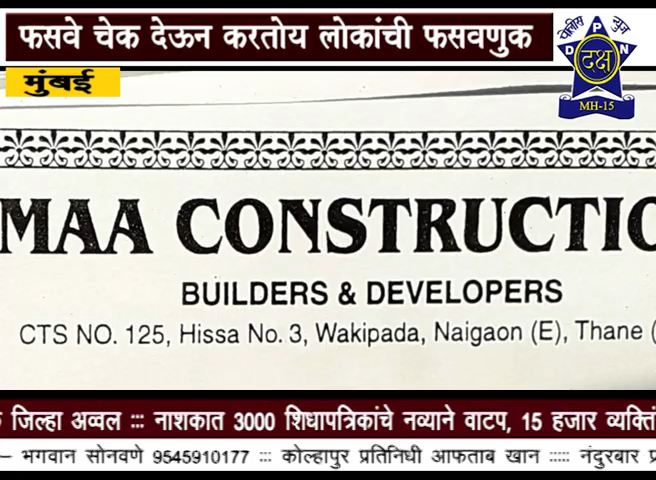 फसवे चेक देऊन करतोय लोकांची फसवणुक
पोलीस न्युज
D P N
दक्ष
MH-15
मुंबई
MAA CONSTRUCTIO
BUILDERS & DEVELOPERS
CTS NO. 125, Hissa No. 3, Wakipada, Naigaon (E), Thane (
जिल्हा अव्वल ::: नाशकात 3000 शिधापत्रिकांचे नव्याने वाटप, 15 हजार व्यक्तिं
– भगवान सोनवणे 9545910177 ::: कोल्हापुर प्रतिनिधी आफताब खान ::::: नंदुरबार प्र